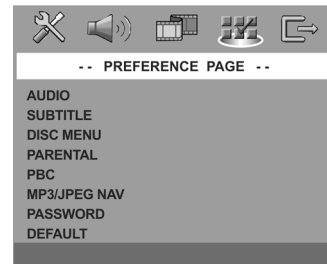 -- PREFERENCE PAGE --
AUDIO
SUBTITLE
DISC MENU
PARENTAL
PBC
MP3/JPEG NAV
PASSWORD
DEFAULT